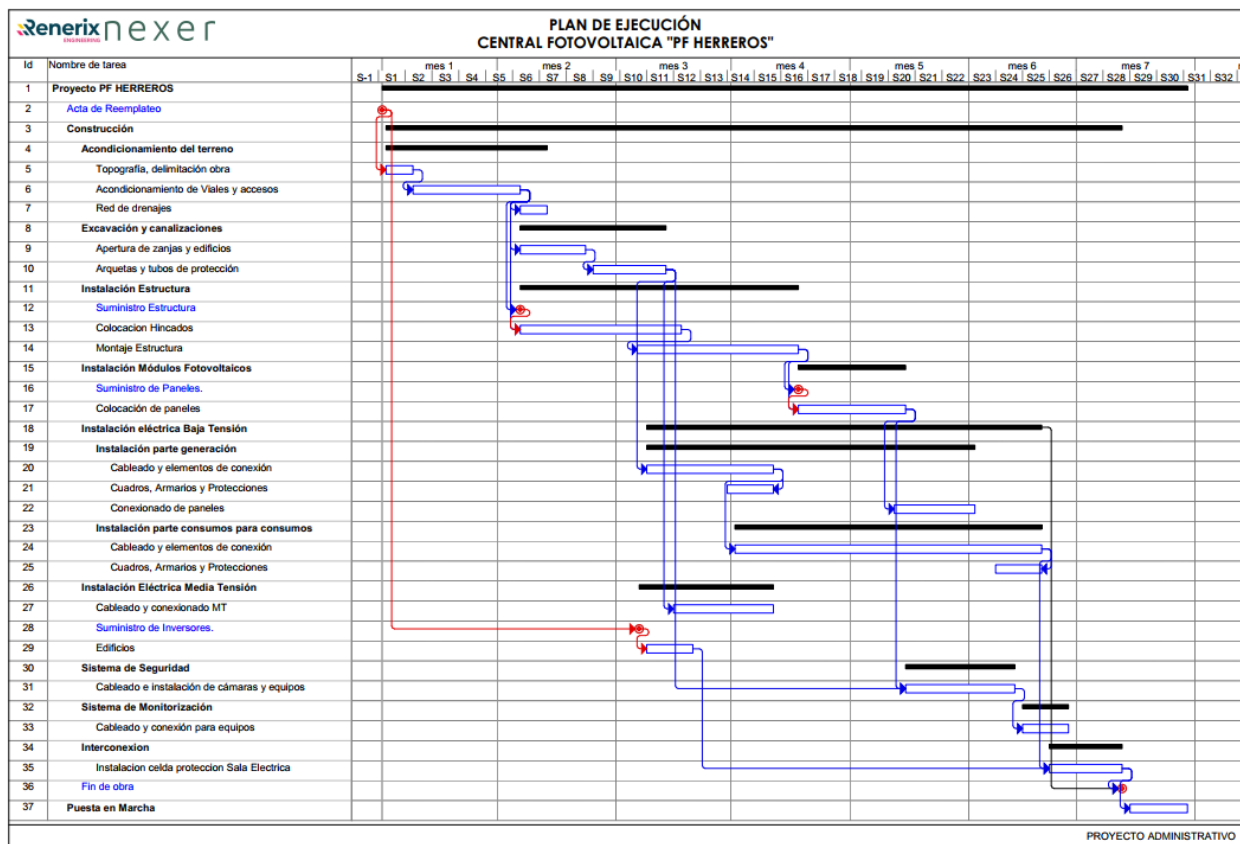 Renerix nexer
ENGINEERING
PLAN DE EJECUCIÓN
CENTRAL FOTOVOLTAICA "PF HERREROS"
Id Nombre de tarea mes 1 mes 2 mes 3 mes 4 mes 5 mes 6 mes 7
S-1 S1 S2 S3 S4 S5 S6 S7 S8 S9 S10 S11 S12 S13 S14 S15 S16 S17 S18 S19 S20 S21 S22 S23 S24 S25 S26 S27 S28 S29 S30 S31 S32
1 Proyecto PF HERREROS
2 Acta de Reemplateo
3 Construcción
4 Acondicionamiento del terreno
5 Topografía, delimitación obra
6 Acondicionamiento de Viales y accesos
7 Red de drenajes
8 Excavación y canalizaciones
9 Apertura de zanjas y edificios
10 Arquetas y tubos de protección
11 Instalación Estructura
12 Suministro Estructura
13 Colocacion Hincados
14 Montaje Estructura
15 Instalación Módulos Fotovoltaicos
16 Suministro de Paneles.
17 Colocación de paneles
18 Instalación eléctrica Baja Tensión
19 Instalación parte generación
20 Cableado y elementos de conexión
21 Cuadros, Armarios y Protecciones
22 Conexionado de paneles
23 Instalación parte consumos para consumos
24 Cableado y elementos de conexión
25 Cuadros, Armarios y Protecciones
26 Instalación Eléctrica Media Tensión
27 Cableado y conexionado MT
28 Suministro de Inversores.
29 Edificios
30 Sistema de Seguridad
31 Cableado e instalación de cámaras y equipos
32 Sistema de Monitorización
33 Cableado y conexión para equipos
34 Interconexion
35 Instalacion celda proteccion Sala Electrica
36 Fin de obra
37 Puesta en Marcha
PROYECTO ADMINISTRATIVO